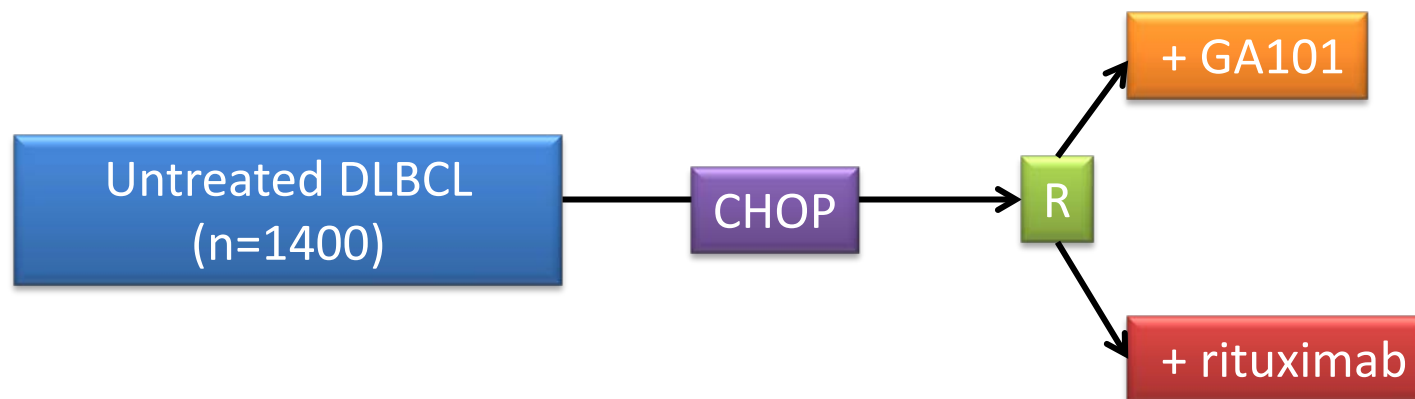 Untreated DLBCL
(n=1400)
CHOP
R
+ GA101
+ rituximab